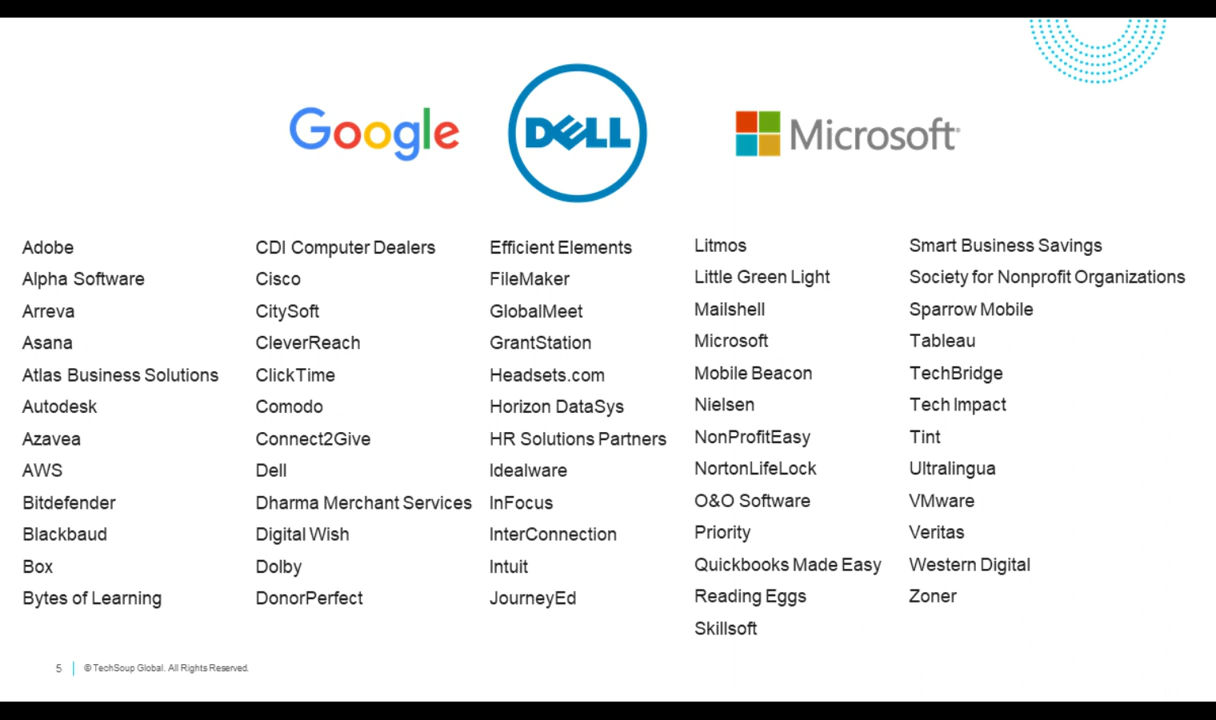 Google
DELL
Microsoft
Adobe
Alpha Software
Arreva
Asana
Atlas Business Solutions
Autodesk
Azavea
AWS
Bitdefender
Blackbaud
Box
Bytes of Learning
CDI Computer Dealers
Cisco
CitySoft
CleverReach
ClickTime
Comodo
Connect2Give
Dell
Dharma Merchant Services
Digital Wish
Dolby
DonorPerfect
Efficient Elements
FileMaker
GlobalMeet
GrantStation
Headsets.com
Horizon DataSys
HR Solutions Partners
Idealware
InFocus
InterConnection
Intuit
JourneyEd
Litmos
Little Green Light
Mailshell
Microsoft
Mobile Beacon
Nielsen
NonProfitEasy
NortonLifeLock
O&O Software
Priority
Quickbooks Made Easy
Reading Eggs
Skillsoft
Smart Business Savings
Society for Nonprofit Organizations
Sparrow Mobile
Tableau
TechBridge
Tech Impact
Tint
Ultralingua
VMware
Veritas
Western Digital
Zoner
5 © TechSoup Global. All Rights Reserved.